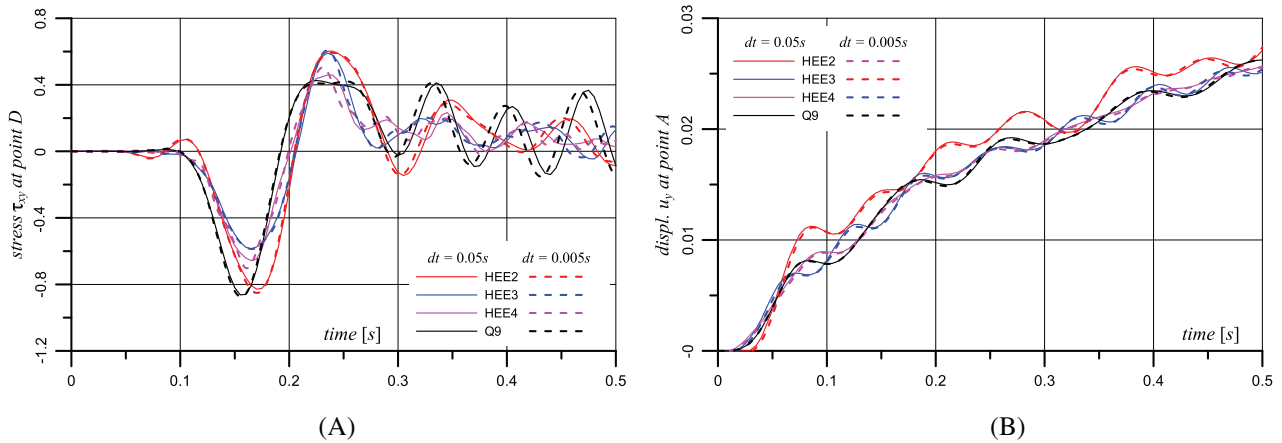 stress τxy at point D
0.8
0.4
0
-0.4
-0.8
-1.2
dt = 0.05s dt = 0.005s
HEE2
HEE3
HEE4
Q9
time [s]
0 0.1 0.2 0.3 0.4 0.5
(A)
displ. uy at point A
0.03
0.02
0.01
-0
dt = 0.05s dt = 0.005s
HEE2
HEE3
HEE4
Q9
time [s]
0 0.1 0.2 0.3 0.4 0.5
(B)